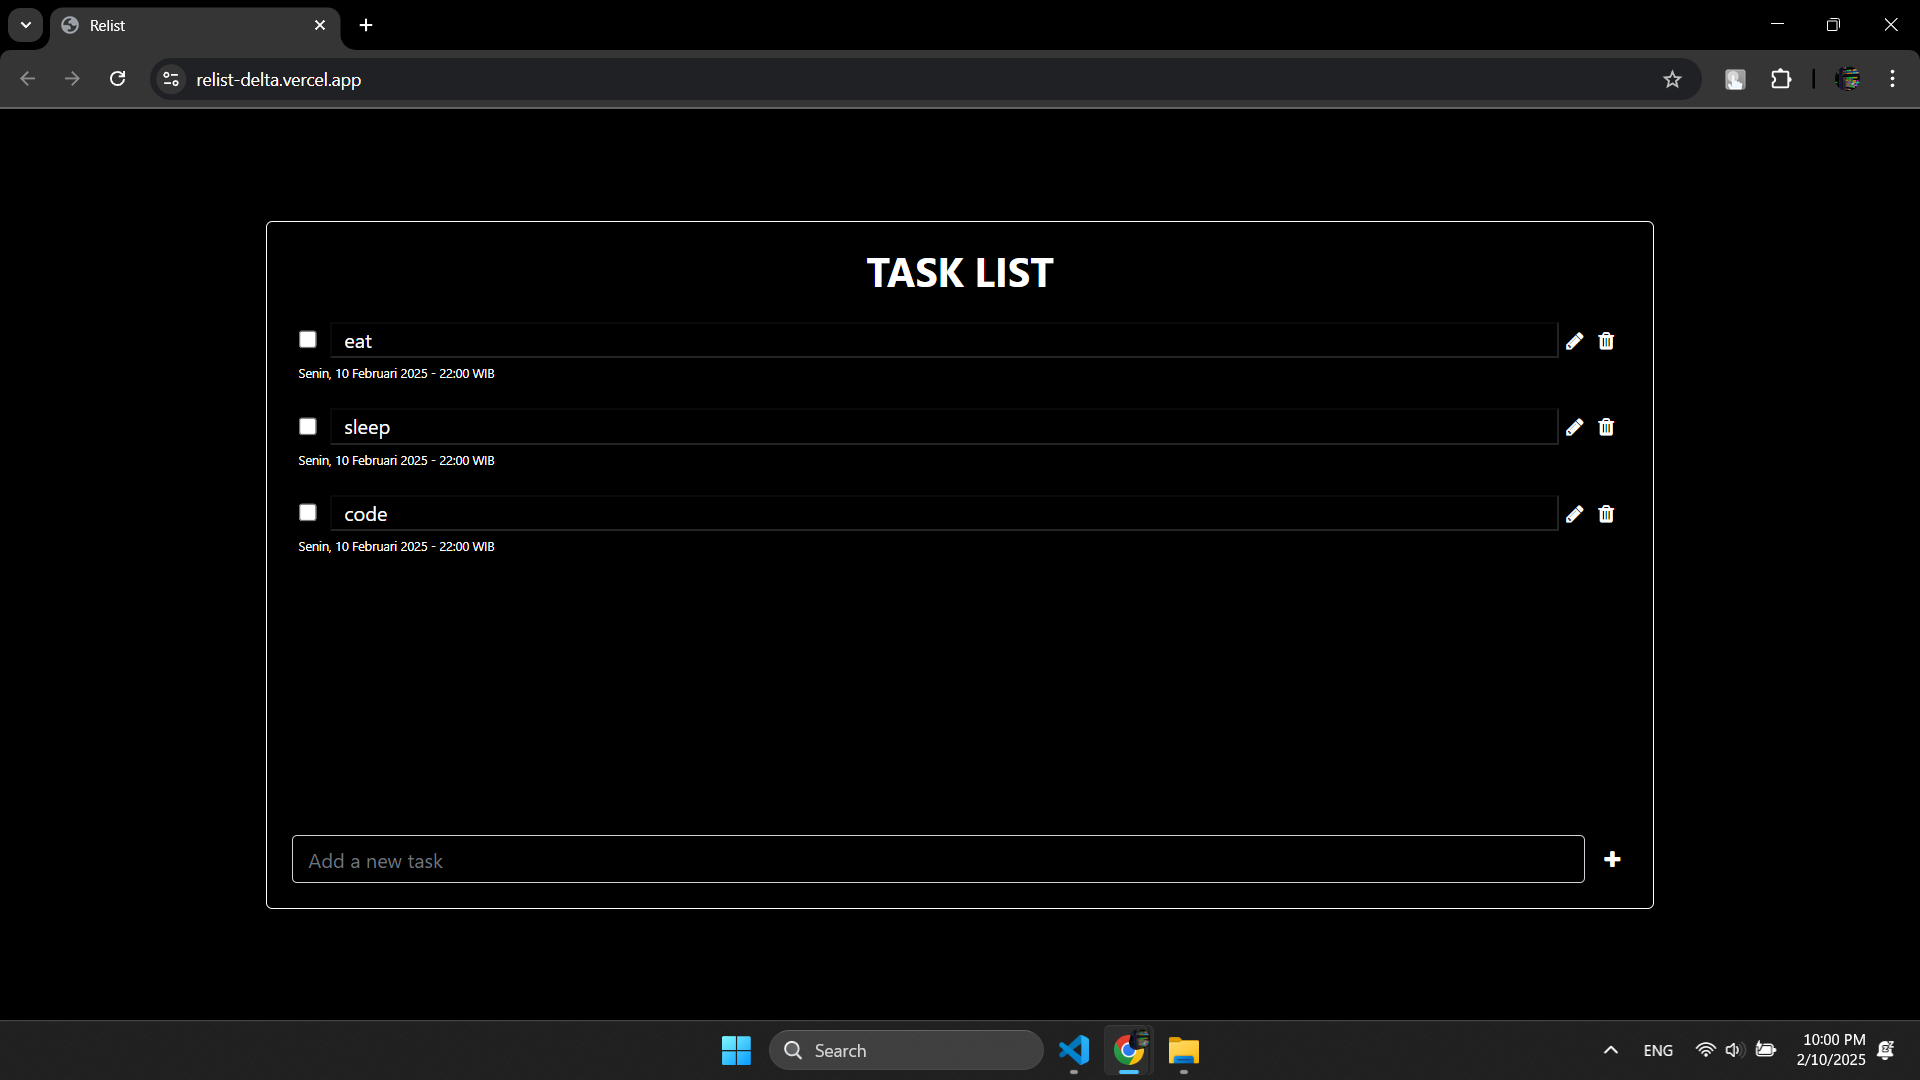 Relist
relist-delta.vercel.app
TASK LIST
eat
Senin, 10 Februari 2025 - 22:00 WIB
sleep
Senin, 10 Februari 2025 - 22:00 WIB
code
Senin, 10 Februari 2025 - 22:00 WIB
Add a new task
Search
ENG
10:00 PM
2/10/2025